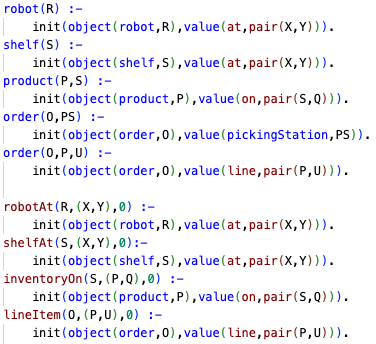 robot(R) :-
init(object(robot,R),value(at,pair(X,Y))).
shelf(S) :-
init(object(shelf,S),value(at,pair(X,Y))).
product(P,S) :-
init(object(product,P),value(on,pair(S,Q))).
order(O,PS) :-
init(object(order,O),value(pickingStation,PS)).
order(O,P,U) :-
init(object(order,O),value(line,pair(P,U))).
robotAt(R,(X,Y),0) :-
init(object(robot,R),value(at,pair(X,Y))).
shelfAt(S,(X,Y),0):-
init(object(shelf,S),value(at,pair(X,Y))).
inventoryOn(S,(P,Q),0) :-
init(object(product,P),value(on,pair(S,Q))).
lineItem(O,(P,U),0) :-
init(object(order,O),value(line,pair(P,U))).